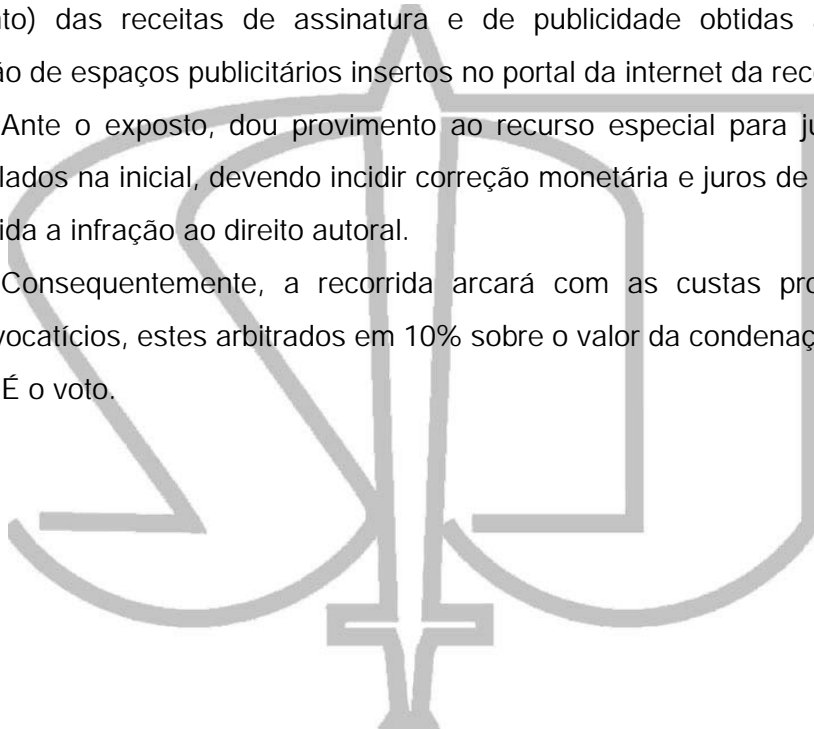 nto) das receitas de assinatura e de publicidade obtidas a
ão de espaços publicitários insertos no portal da internet da rec
Ante o exposto, dou provimento ao recurso especial para ju
lados na inicial, devendo incidir correção monetária e juros de
ida a infração ao direito autoral.
Consequentemente, a recorrida arcará com as custas pro
vocatícios, estes arbitrados em 10% sobre o valor da condenaç
É o voto.